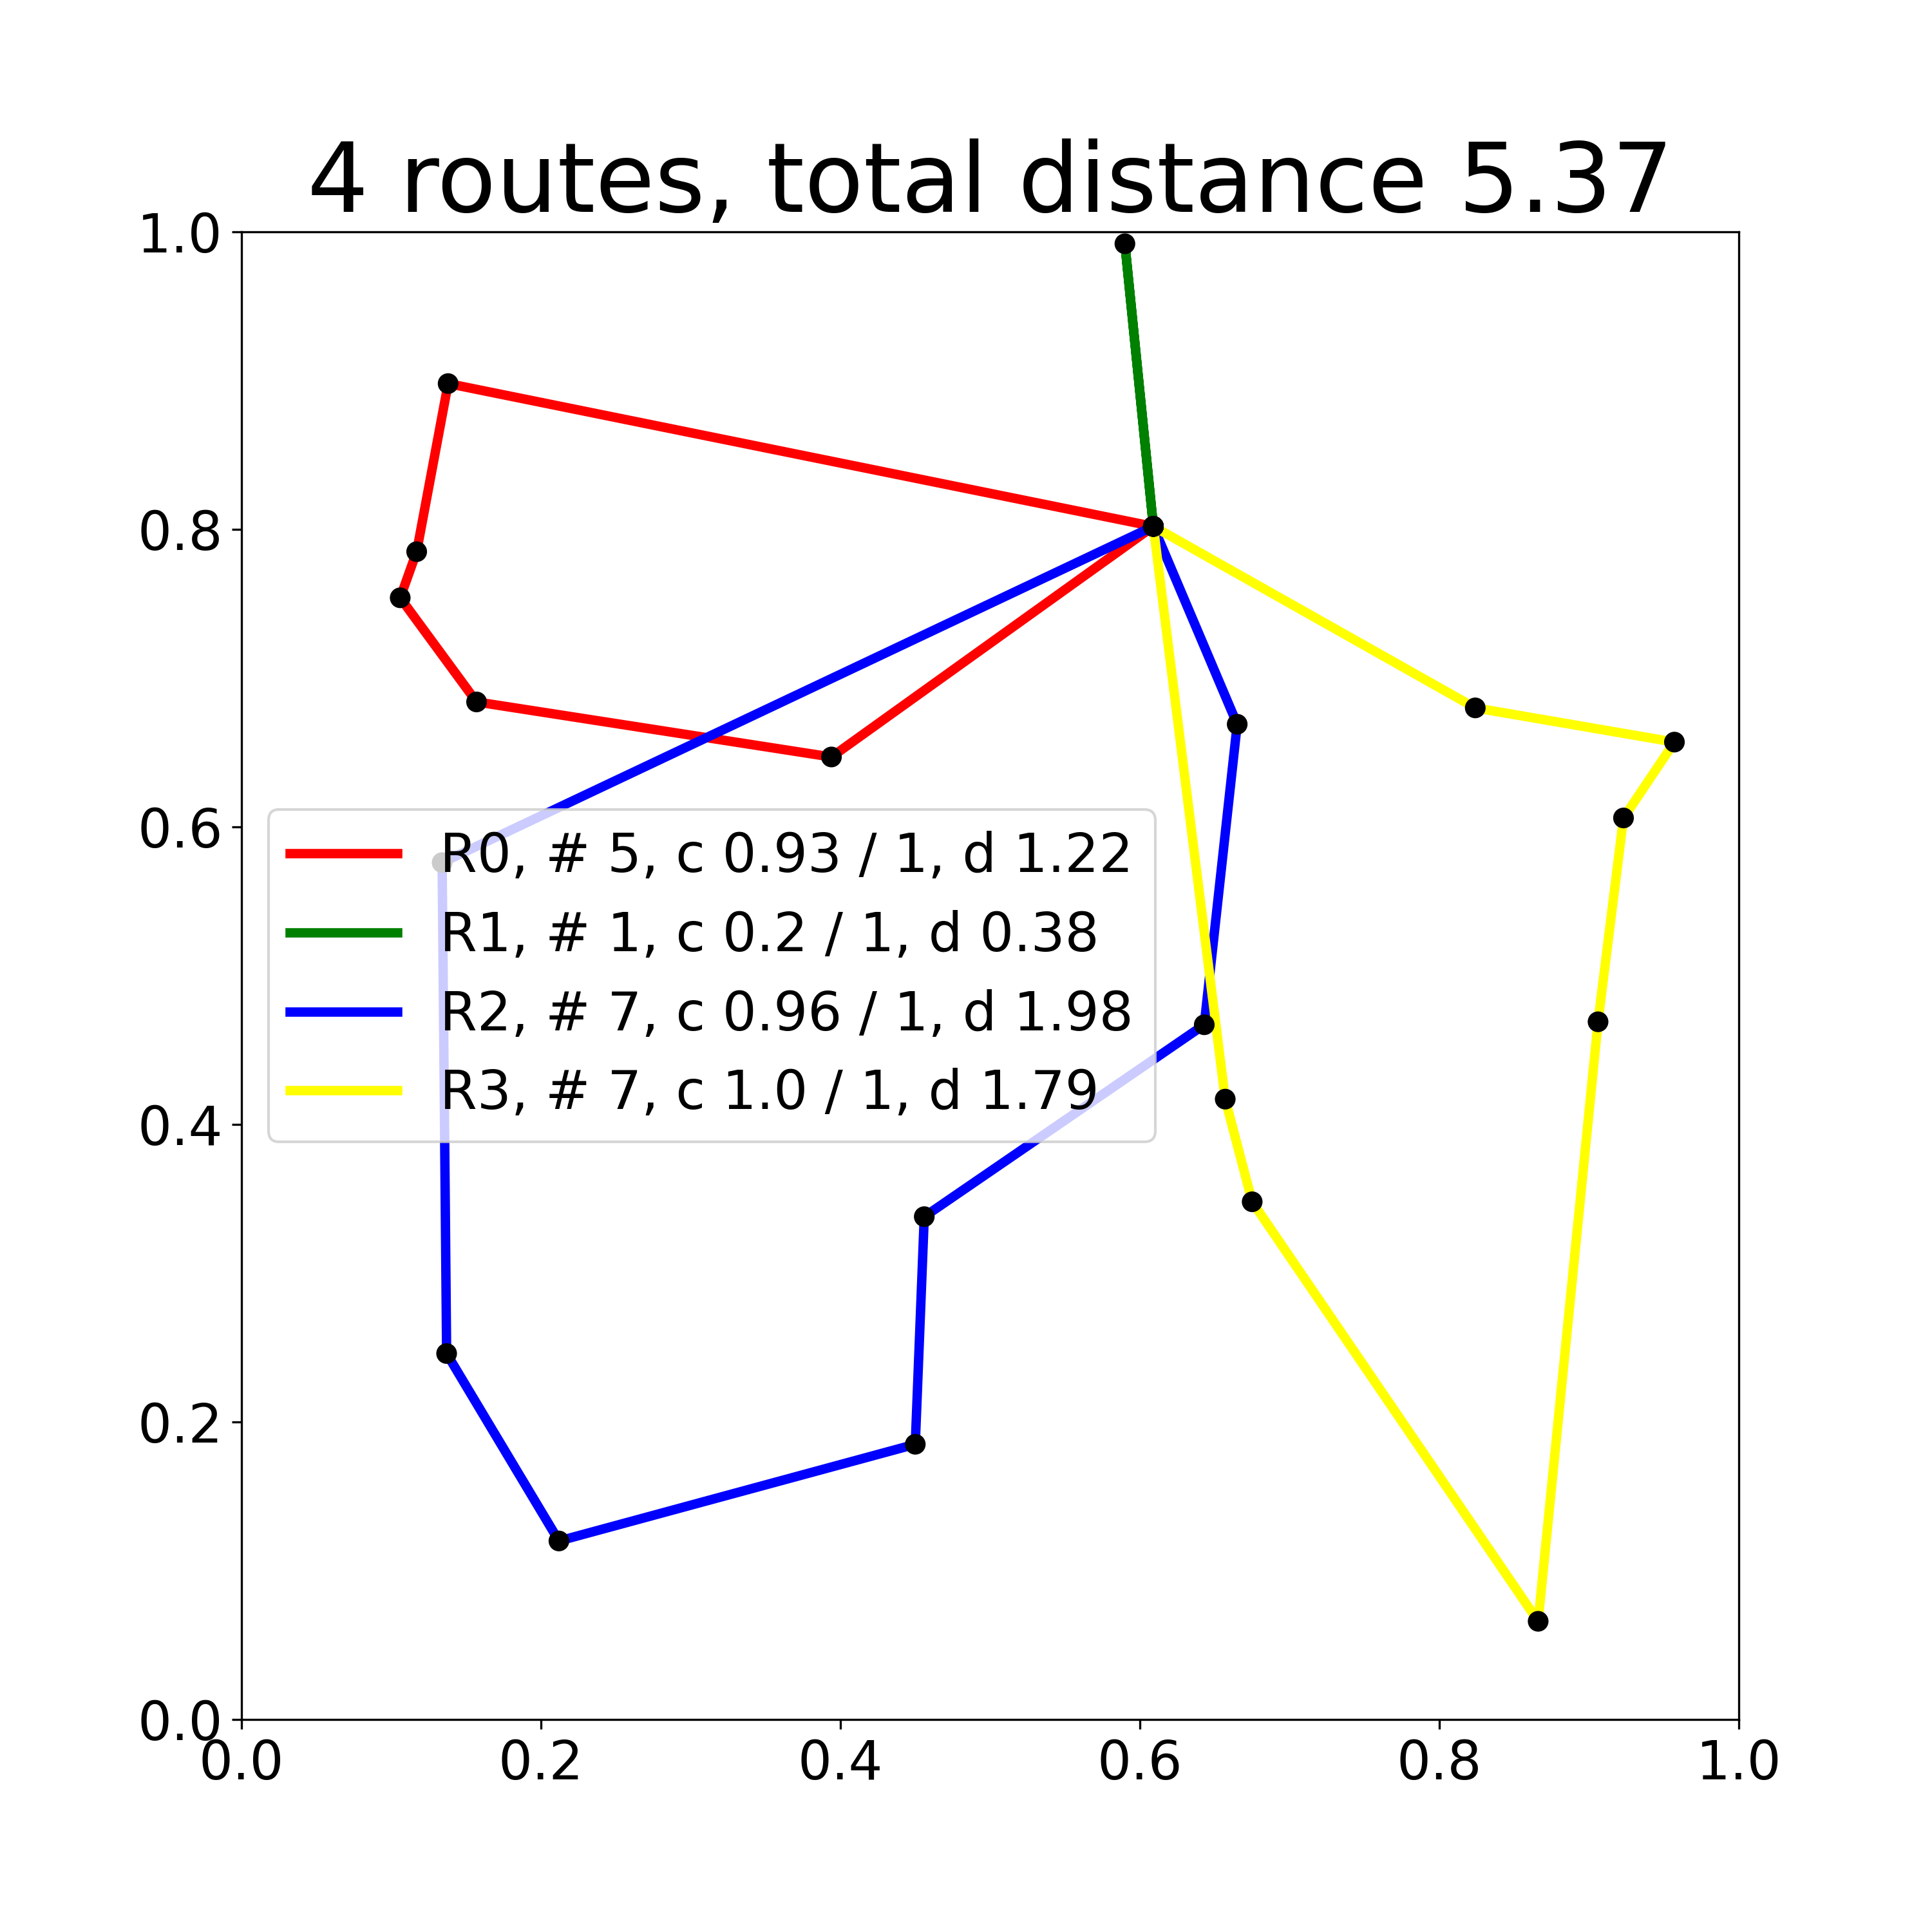 4 routes, total distance 5.37
1.0
0.8
0.6
0.4
0.2
0.0
R0, # 5, c 0.93 / 1, d 1.22
R1, # 1, c 0.2 / 1, d 0.38
R2, # 7, c 0.96 / 1, d 1.98
R3, # 7, c 1.0 / 1, d 1.79
0.0 0.2 0.4 0.6 0.8 1.0